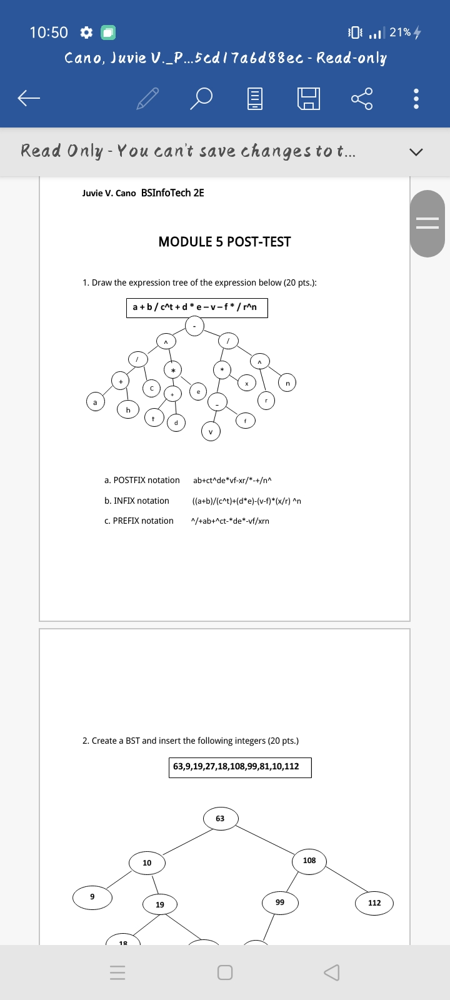 10:50
21%
Cano, Juvie V._P...5cd17a6d88ec - Read-only
Read Only - You can't save changes to t...
Juvie V. Cano BSInfoTech 2E
MODULE 5 POST-TEST
1. Draw the expression tree of the expression below (20 pts.):
a + b / c^t + d * e – v – f * / r^n
-
^ /
/ * * ^
+ C + e x n
a b t d - r
v f
a. POSTFIX notation ab+ct^de*vf-xr/*-+/n^
b. INFIX notation ((a+b)/(c^t)+(d*e)-(v-f)*(x/r) ^n
c. PREFIX notation ^/+ab+^ct-*de*-vf/xrn
2. Create a BST and insert the following integers (20 pts.)
63,9,19,27,18,108,99,81,10,112
63
10 108
9 19 99 112
18